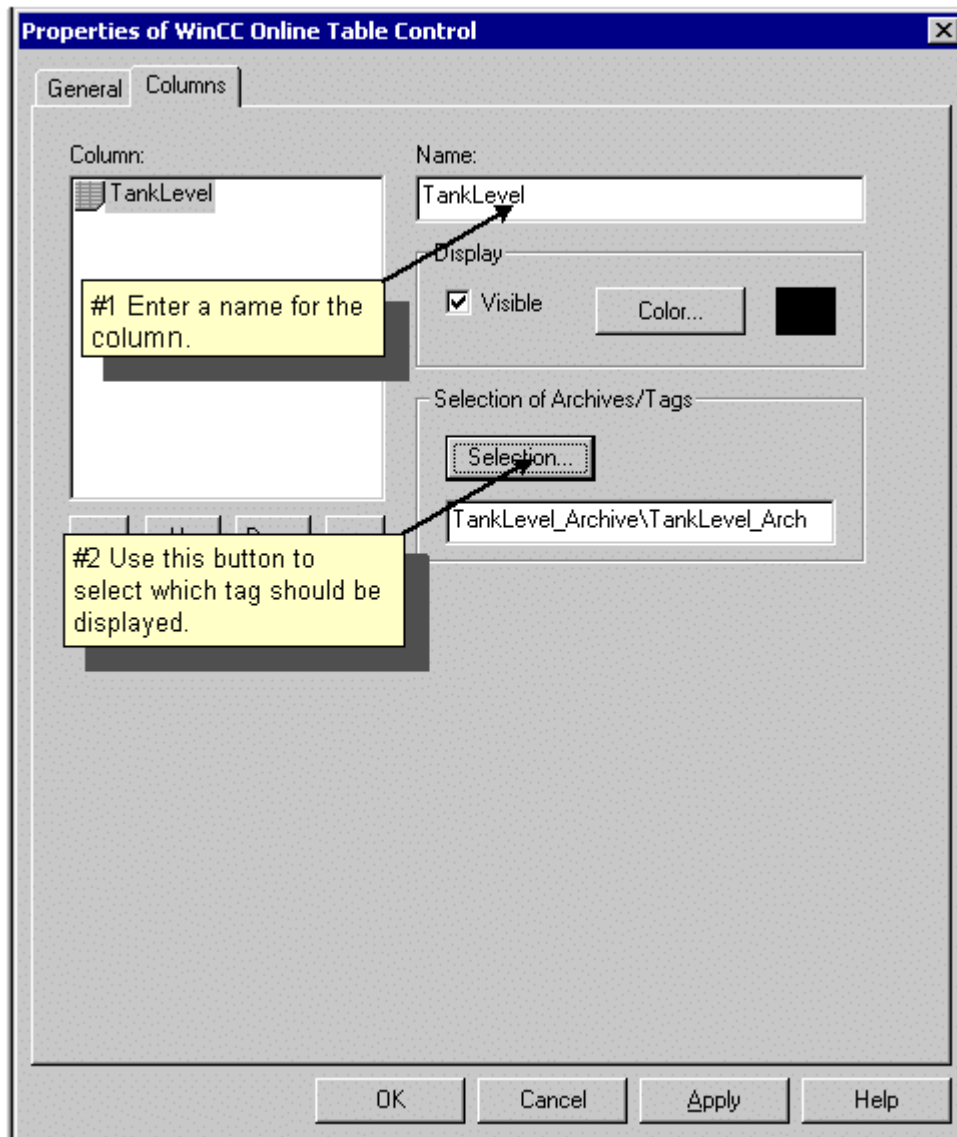 Properties of WinCC Online Table Control
General
Columns
Column:
Name:
TankLevel
TankLevel
Display
#1 Enter a name for the
column.
Visible
Color...
Selection of Archives/Tags
Selection...
TankLevel_Archive\TankLevel_Arch
#2 Use this button to
select which tag should be
displayed.
OK
Cancel
Apply
Help